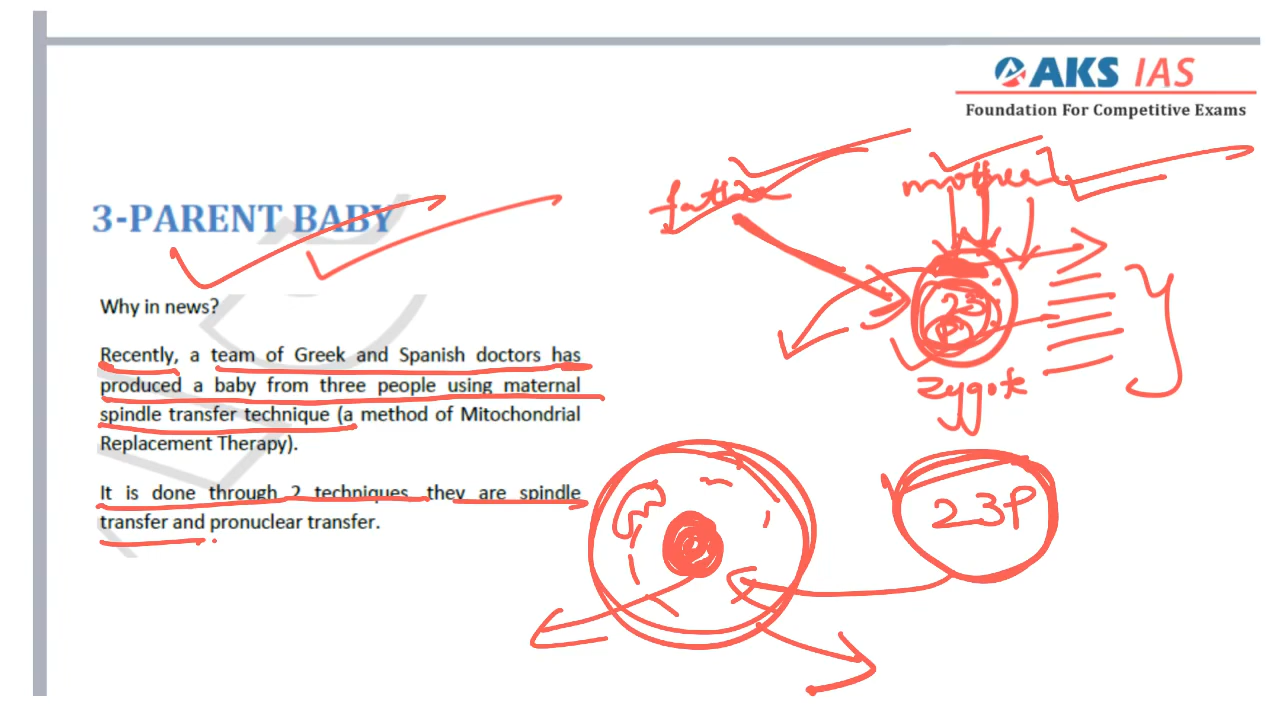 AKS IAS
Foundation For Competitive Exams
father
mother
3-PARENT BABY
Why in news?
Recently, a team of Greek and Spanish doctors has
produced a baby from three people using maternal
spindle transfer technique (a method of Mitochondrial
Replacement Therapy).
It is done through 2 techniques they are spindle
transfer and pronuclear transfer.
23
P
zygote
23P